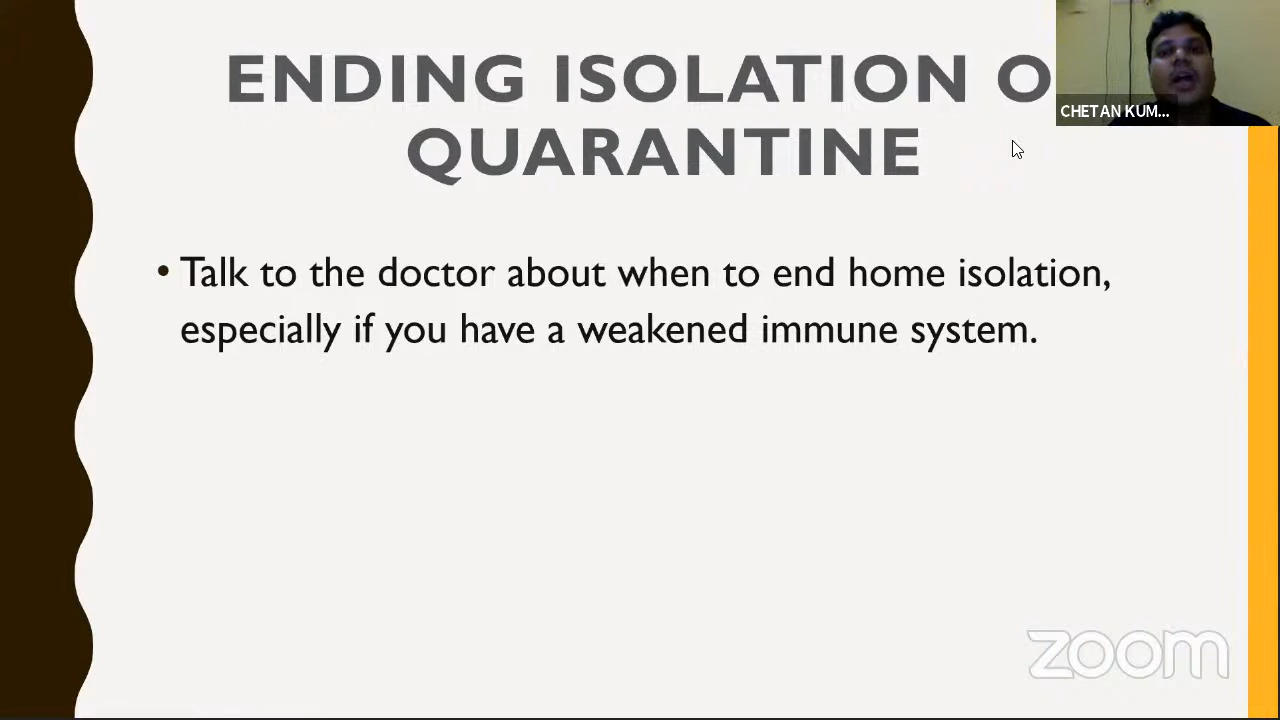 ENDING ISOLATION O
QUARANTINE
CHETAN KUM...
• Talk to the doctor about when to end home isolation,
especially if you have a weakened immune system.
zoom